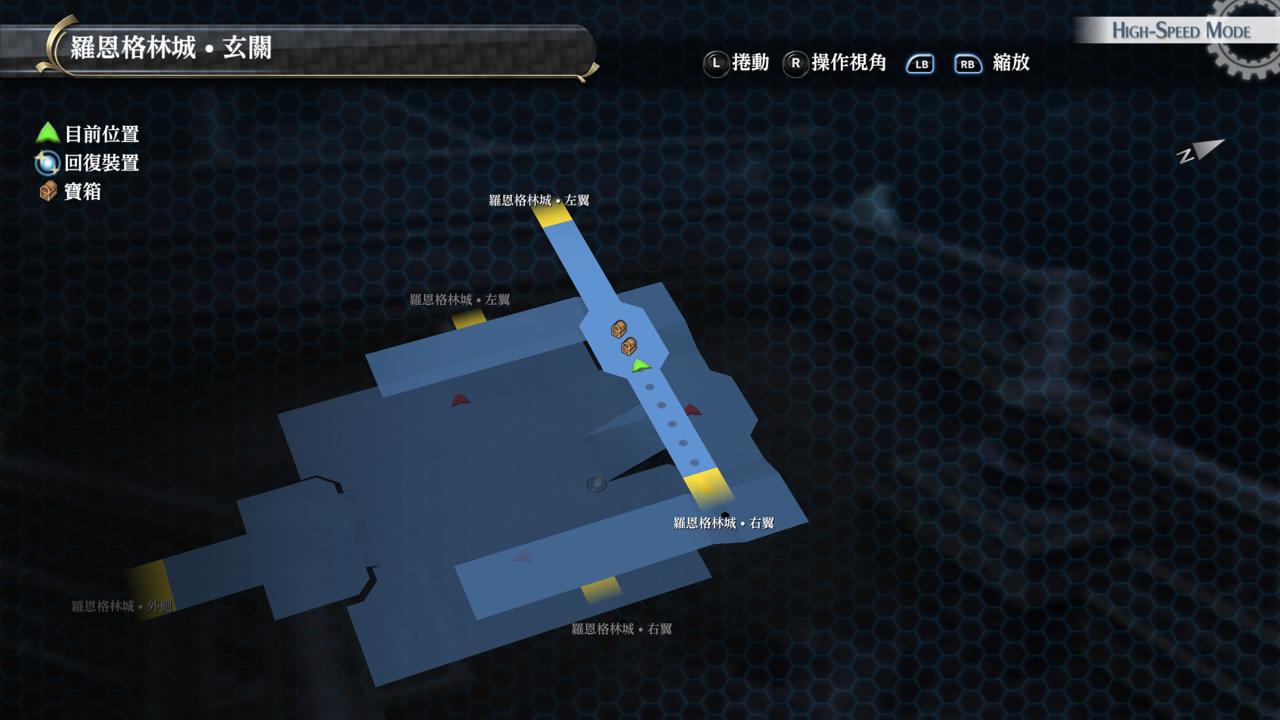 羅恩格林城•玄關
HIGH-SPEED MODE
L 捲動 R 操作視角 LB RB 縮放
目前位置
回復裝置
寶箱
N
羅恩格林城•左翼
羅恩格林城•左翼
羅恩格林城•右翼
羅恩格林城•外側
羅恩格林城•右翼